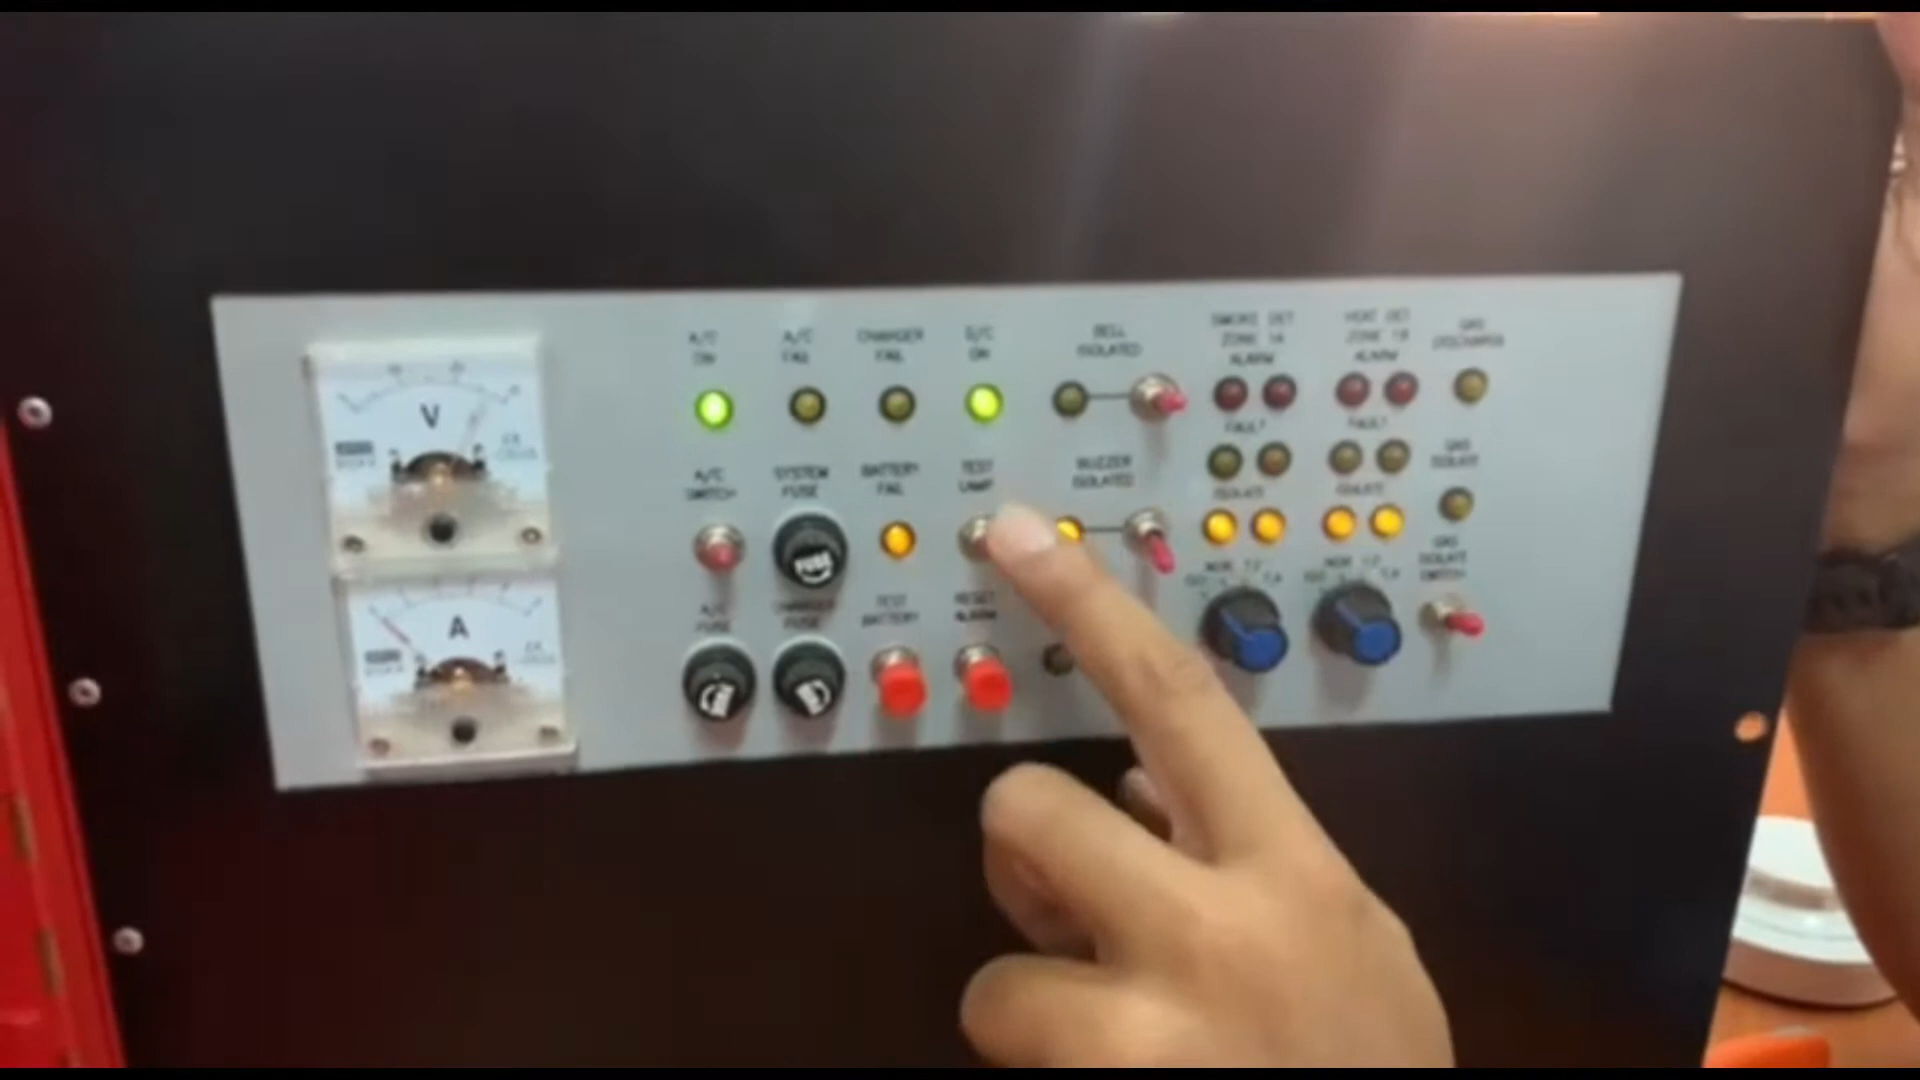 V
A
A/C
ON
A/C
FAIL
CHARGER
FAIL
D/C
ON
BELL
ISOLATED
SMOKE DET
ZONE 1A
ALARM
HEAT DET
ZONE 1B
ALARM
GAS
DISCHARGE
FAULT
FAULT
A/C
SWITCH
SYSTEM
FUSE
BATTERY
FAIL
TEST
LAMP
BUZZER
ISOLATED
ISOLATE
ISOLATE
GAS
ISOLATE
FUSE
GAS
ISOLATE
SWITCH
A/C
FUSE
CHARGER
FUSE
TEST
BATTERY
RESET
ALARM